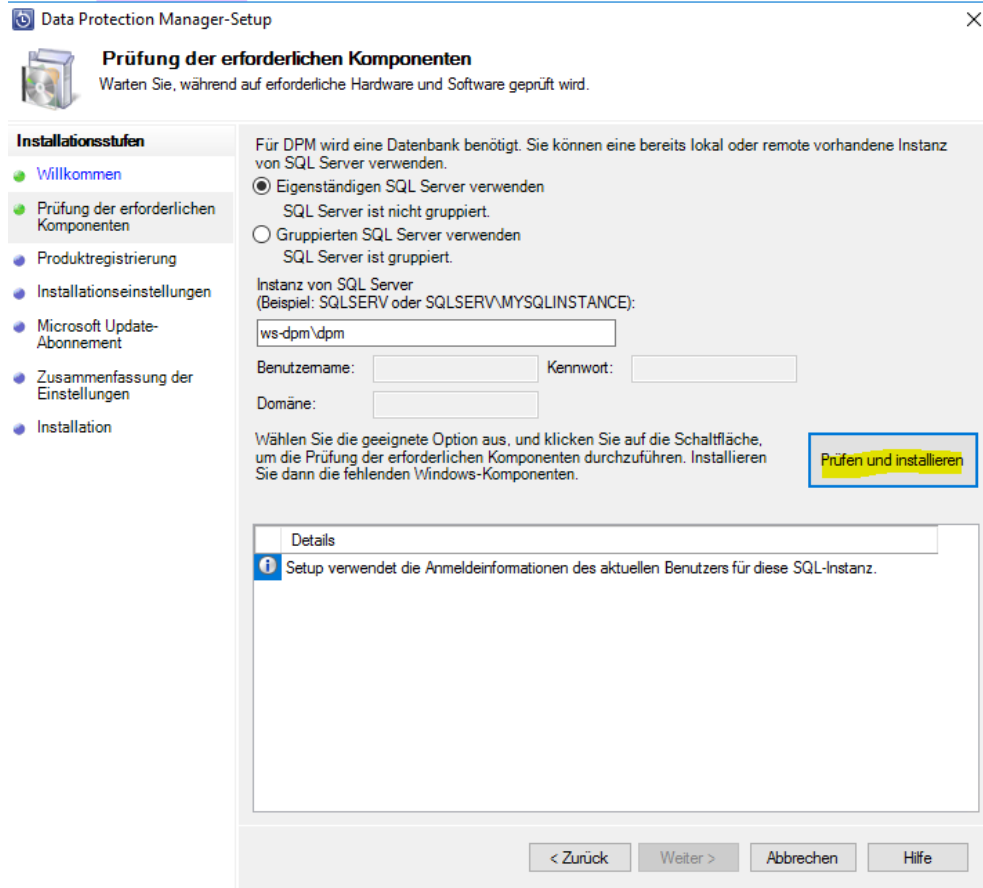 Data Protection Manager-Setup
Prüfung der erforderlichen Komponenten
Warten Sie, während auf erforderliche Hardware und Software geprüft wird.
Installationsstufen
Willkommen
Prüfung der erforderlichen
Komponenten
Produktregistrierung
Installationseinstellungen
Microsoft Update-
Abonnement
Zusammenfassung der
Einstellungen
Installation
Für DPM wird eine Datenbank benötigt. Sie können eine bereits lokal oder remote vorhandene Instanz
von SQL Server verwenden.
Eigenständigen SQL Server verwenden
SQL Server ist nicht gruppiert.
Gruppierten SQL Server verwenden
SQL Server ist gruppiert.
Instanz von SQL Server
(Beispiel: SQLSERV oder SQLSERV\MYSQLINSTANCE):
ws-dpm\dpm
Benutzername: Kennwort:
Domäne:
Wählen Sie die geeignete Option aus, und klicken Sie auf die Schaltfläche,
um die Prüfung der erforderlichen Komponenten durchzuführen. Installieren
Sie dann die fehlenden Windows-Komponenten.
Prüfen und installieren
Details
Setup verwendet die Anmeldeinformationen des aktuellen Benutzers für diese SQL-Instanz.
< Zurück Weiter > Abbrechen Hilfe